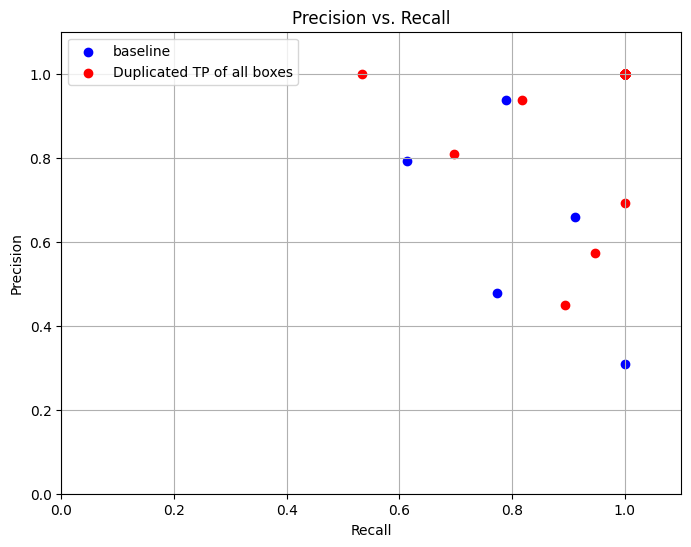 Precision vs. Recall
baseline
Duplicated TP of all boxes
Precision
1.0
0.8
0.6
0.4
0.2
0.0
0.0 0.2 0.4 0.6 0.8 1.0
Recall